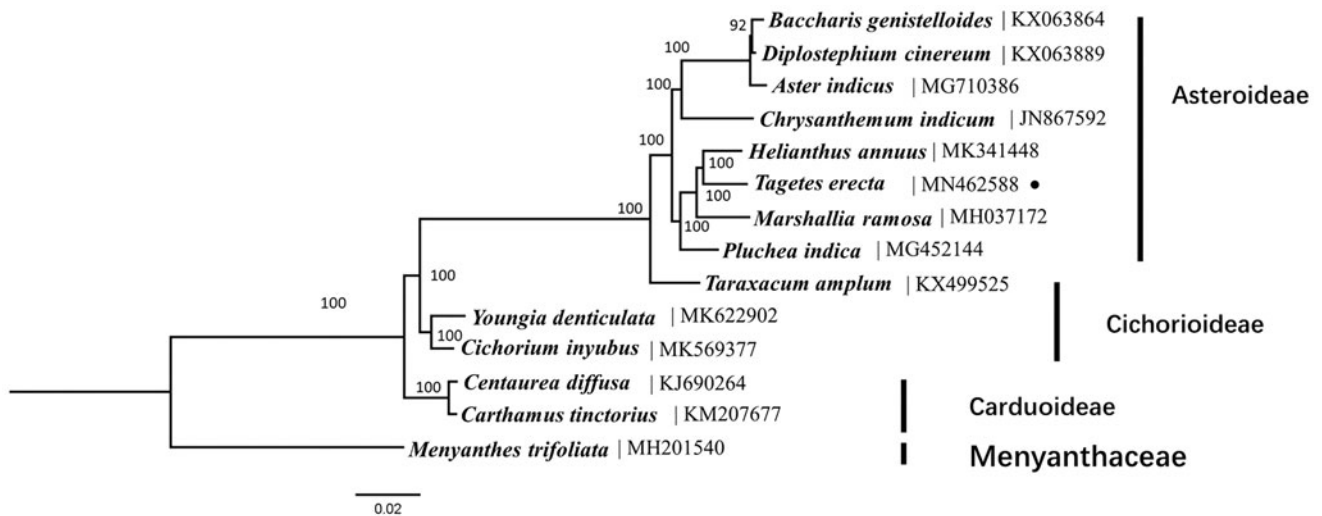 Baccharis genistelloides | KX063864
92
Diplostephium cinereum | KX063889
100
Aster indicus | MG710386
Asteroideae
100
Chrysanthemum indicum | JN867592
100
Helianthus annuus | MK341448
100
Tagetes erecta | MN462588 •
100
100
Marshallia ramosa | MH037172
100
Pluchea indica | MG452144
Taraxacum amplum | KX499525
100
100
Youngia denticulata | MK622902
Cichorioideae
100
Cichorium inyubus | MK569377
100
Centaurea diffusa | KJ690264
Carduoideae
Carthamus tinctorius | KM207677
Menyanthes trifoliata | MH201540
Menyanthaceae
0.02